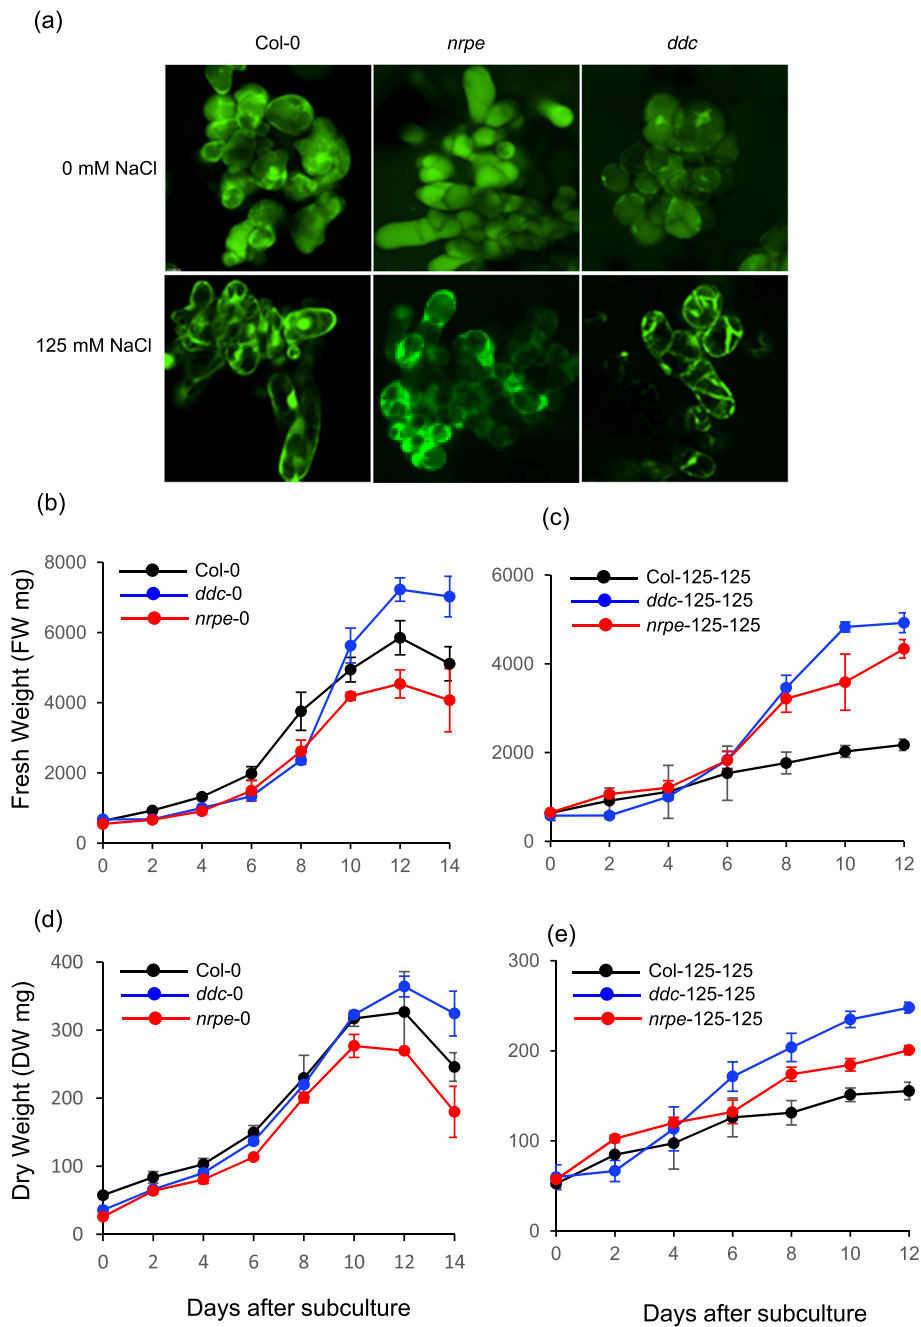 (a)
Col-0 nrpe ddc
0 mM NaCl
125 mM NaCl
(b)
Fresh Weight (FW mg)
8000
6000
4000
2000
0
0 2 4 6 8 10 12 14
Col-0
ddc-0
nrpe-0
(c)
6000
4000
2000
0
0 2 4 6 8 10 12
Col-125-125
ddc-125-125
nrpe-125-125
(d)
Dry Weight (DW mg)
400
300
200
100
0
0 2 4 6 8 10 12 14
Col-0
ddc-0
nrpe-0
Days after subculture
(e)
300
200
100
0
0 2 4 6 8 10 12
Col-125-125
ddc-125-125
nrpe-125-125
Days after subculture